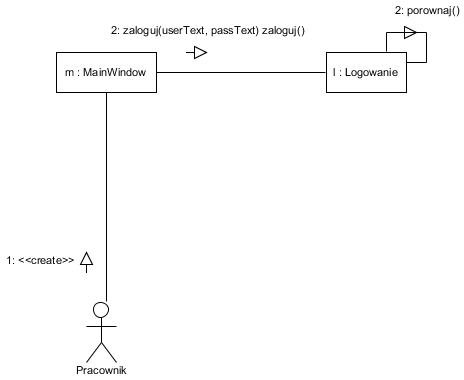 2: porownaj()
2: zaloguj(userText, passText) zaloguj()
m : MainWindow
l : Logowanie
1: <<create>>
Pracownik